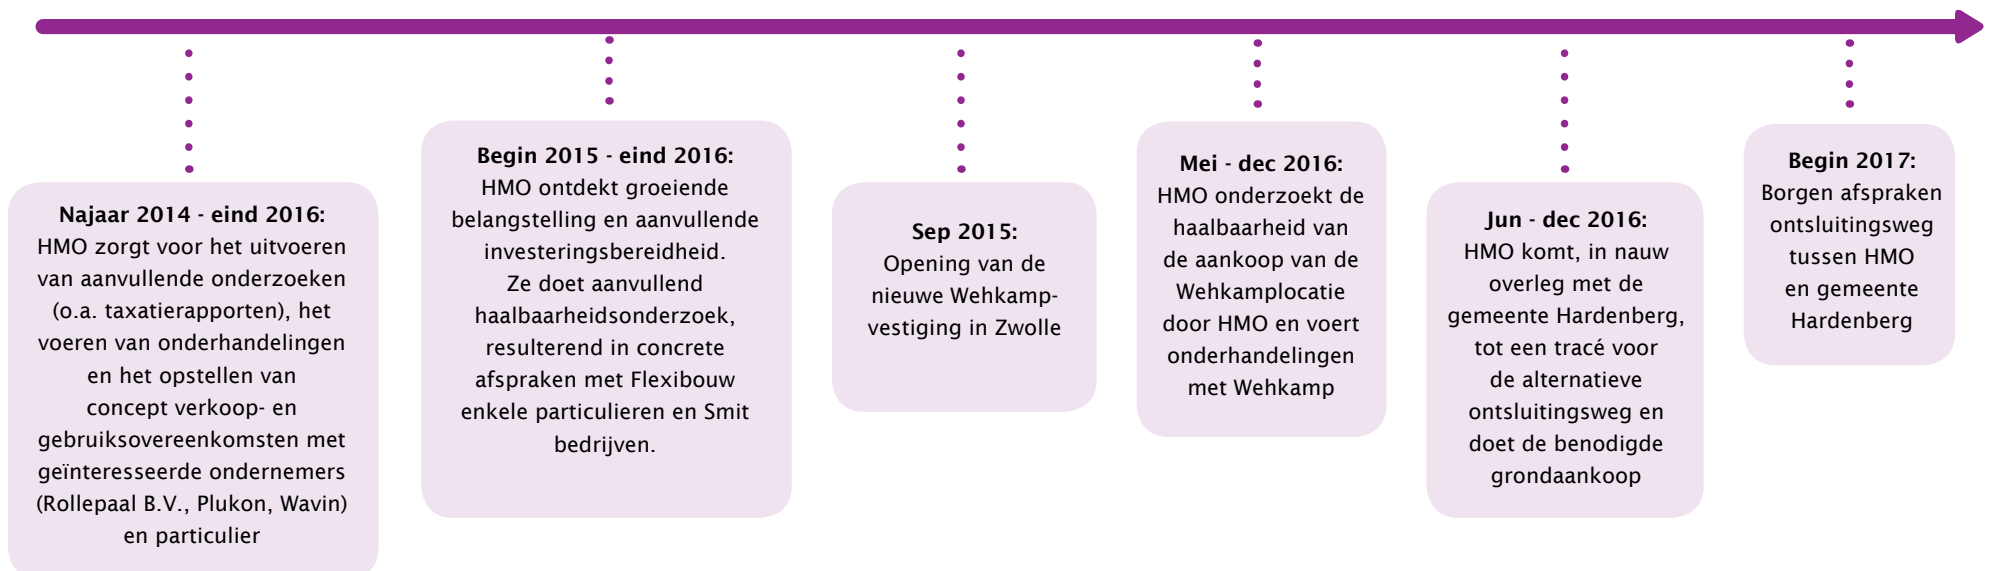 Najaar 2014 - eind 2016:
HMO zorgt voor het uitvoeren
van aanvullende onderzoeken
(o.a. taxatierapporten), het
voeren van onderhandelingen
en het opstellen van
concept verkoop- en
gebruiksovereenkomsten met
geïnteresseerde ondernemers
(Rollepaal B.V., Plukon, Wavin)
en particulier
Begin 2015 - eind 2016:
HMO ontdekt groeiende
belangstelling en aanvullende
investeringsbereidheid.
Ze doet aanvullend
haalbaarheidsonderzoek,
resulterend in concrete
afspraken met Flexibouw
enkele particulieren en Smit
bedrijven.
Sep 2015:
Opening van de
nieuwe Wehkamp-
vestiging in Zwolle
Mei - dec 2016:
HMO onderzoekt de
haalbaarheid van
de aankoop van de
Wehkamplocatie
door HMO en voert
onderhandelingen
met Wehkamp
Jun - dec 2016:
HMO komt, in nauw
overleg met de
gemeente Hardenberg,
tot een tracé voor
de alternatieve
ontsluitingsweg en
doet de benodigde
grondaankoop
Begin 2017:
Borgen afspraken
ontsluitingsweg
tussen HMO
en gemeente
Hardenberg